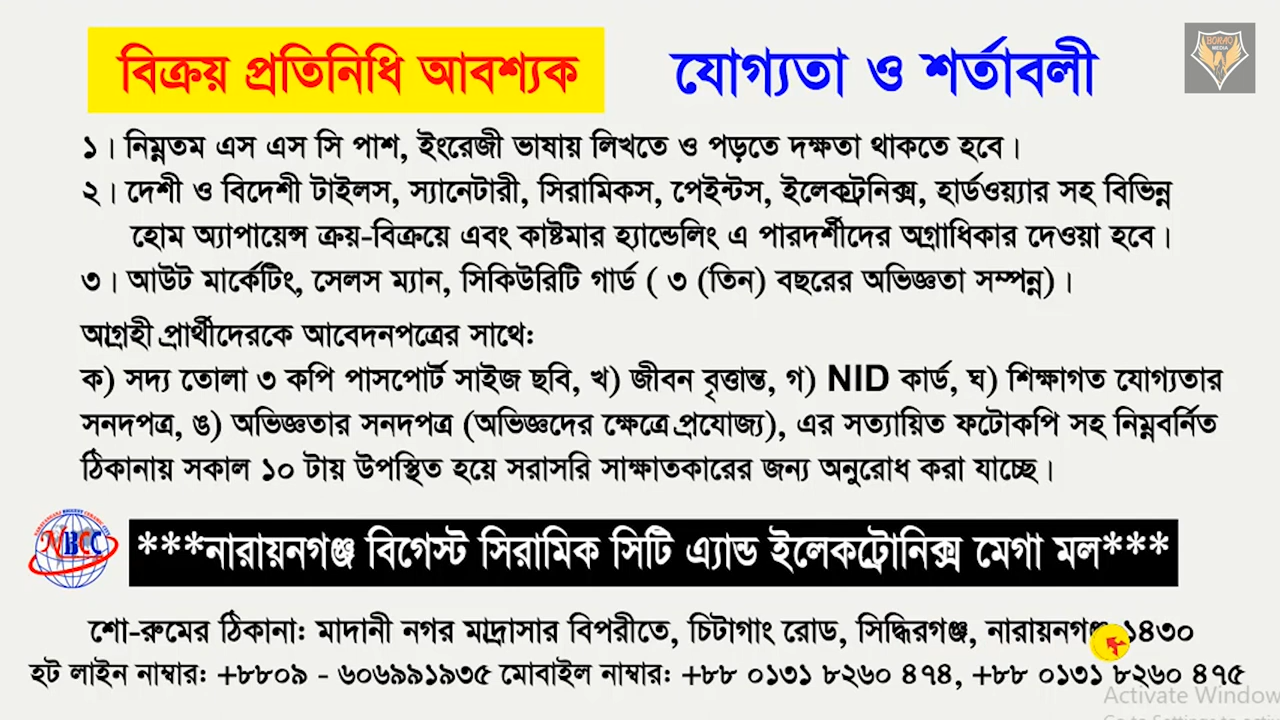 বিক্রয় প্রতিনিধি আবশ্যক
যোগ্যতা ও শর্তাবলী
BORNO
MEDIA
১। নিম্নতম এস এস সি পাশ, ইংরেজী ভাষায় লিখতে ও পড়তে দক্ষতা থাকতে হবে।
২। দেশী ও বিদেশী টাইলস, স্যানেটারী, সিরামিকস, পেইন্টস, ইলেকট্রনিক্স, হার্ডওয়্যার সহ বিভিন্ন
হোম অ্যাপায়েন্স ক্রয়-বিক্রয়ে এবং কাষ্টমার হ্যান্ডেলিং এ পারদর্শীদের অগ্রাধিকার দেওয়া হবে।
৩। আউট মার্কেটিং, সেলস ম্যান, সিকিউরিটি গার্ড ( ৩ (তিন) বছরের অভিজ্ঞতা সম্পন্ন)।
আগ্রহী প্রার্থীদেরকে আবেদনপত্রের সাথে:
ক) সদ্য তোলা ৩ কপি পাসপোর্ট সাইজ ছবি, খ) জীবন বৃত্তান্ত, গ) NID কার্ড, ঘ) শিক্ষাগত যোগ্যতার
সনদপত্র, ঙ) অভিজ্ঞতার সনদপত্র (অভিজ্ঞদের ক্ষেত্রে প্রযোজ্য), এর সত্যায়িত ফটোকপি সহ নিম্নবর্নিত
ঠিকানায় সকাল ১০ টায় উপস্থিত হয়ে সরাসরি সাক্ষাতকারের জন্য অনুরোধ করা যাচ্ছে।
NBCC
***নারায়নগঞ্জ বিগেস্ট সিরামিক সিটি এ্যান্ড ইলেকট্রোনিক্স মেগা মল***
শো-রুমের ঠিকানা: মাদানী নগর মাদ্রাসার বিপরীতে, চিটাগাং রোড, সিদ্ধিরগঞ্জ, নারায়নগঞ্জ ১৪৩০
হট লাইন নাম্বার: +৮৮০৯ - ৬০৬৯৯১৯৩৫ মোবাইল নাম্বার: +৮৮ ০১৩১ ৮২৬০ ৪৭৪, +৮৮ ০১৩১ ৮২৬০ ৪৭৫
Activate Window